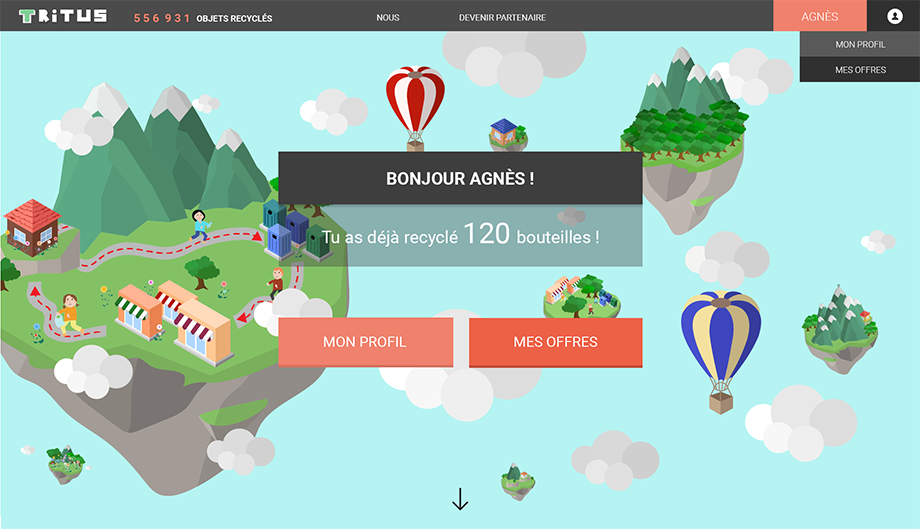 TRiTUS 556 931 OBJETS RECYCLÉS NOUS DEVENIR PARTENAIRE AGNÈS
MON PROFIL
MES OFFRES
BONJOUR AGNÈS !
Tu as déjà recyclé 120 bouteilles !
MON PROFIL MES OFFRES